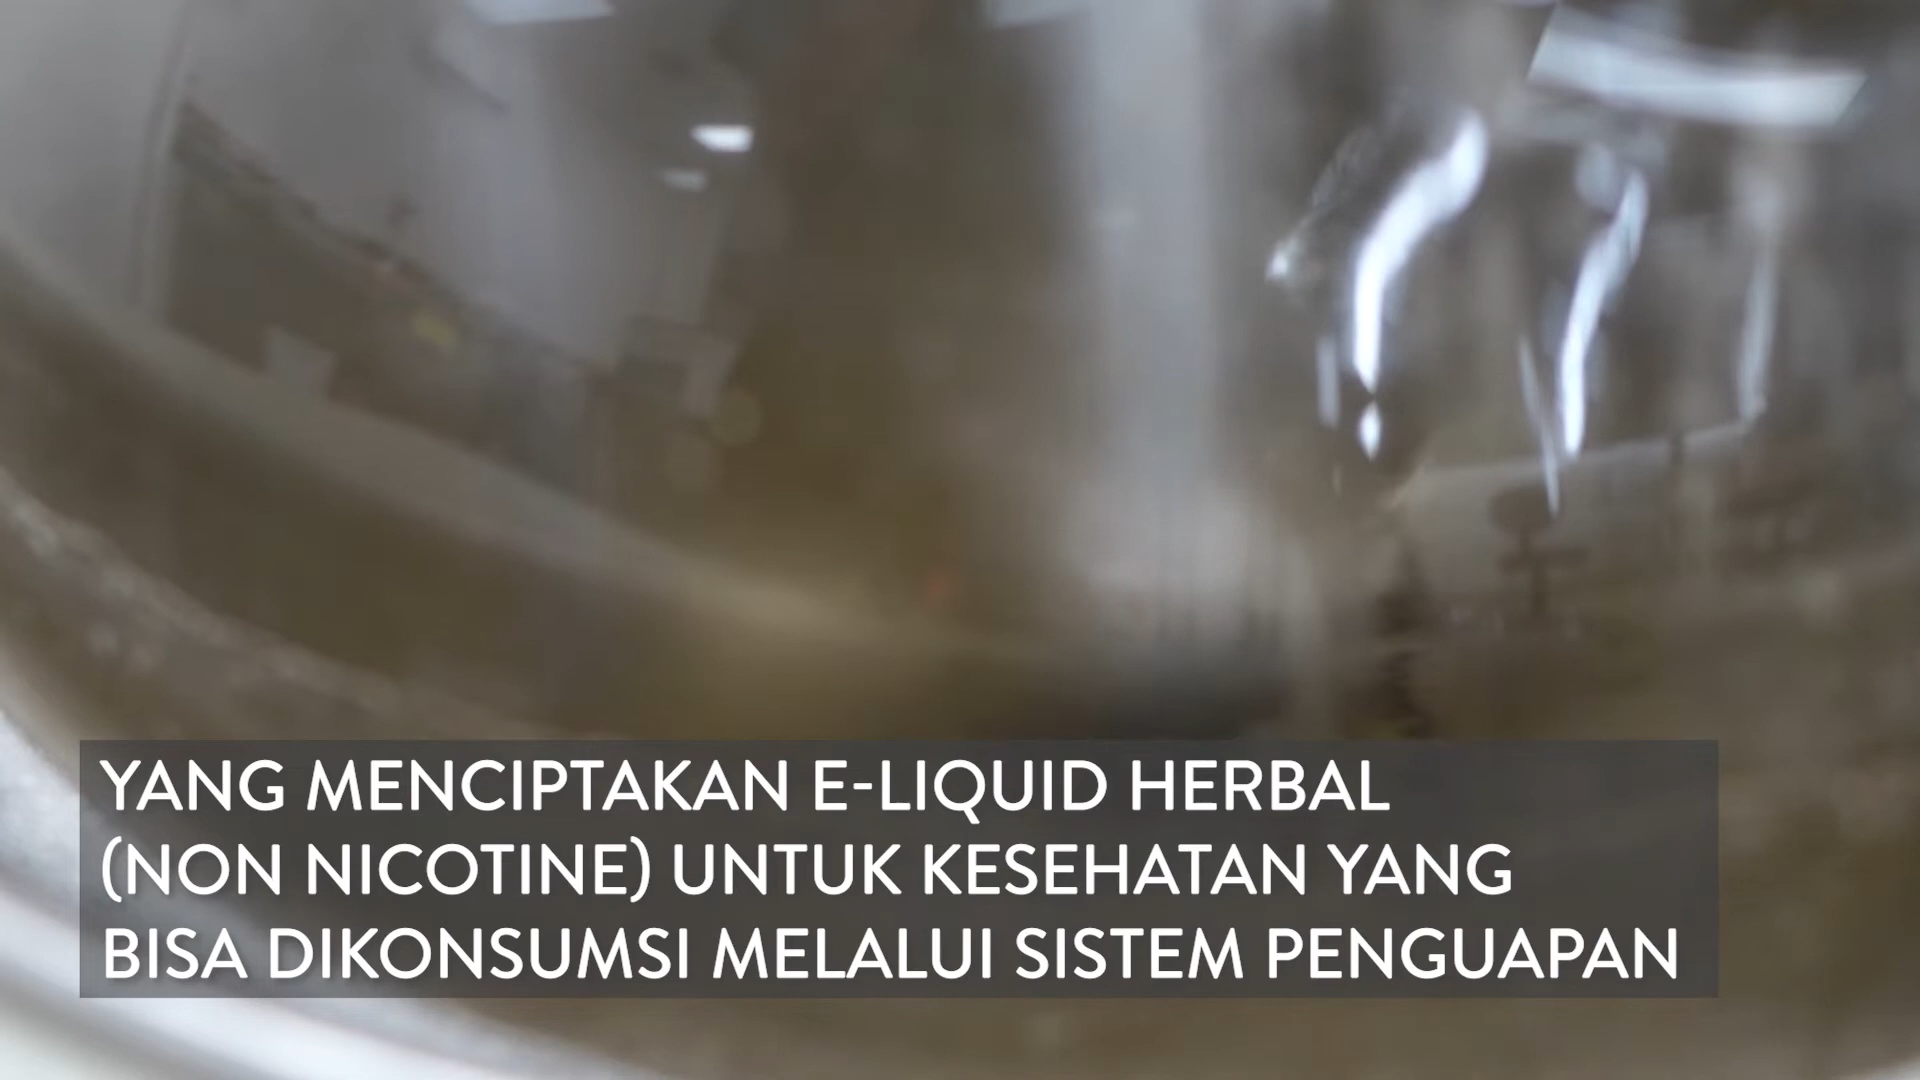 YANG MENCIPTAKAN E-LIQUID HERBAL
(NON NICOTINE) UNTUK KESEHATAN YANG
BISA DIKONSUMSI MELALUI SISTEM PENGUAPAN